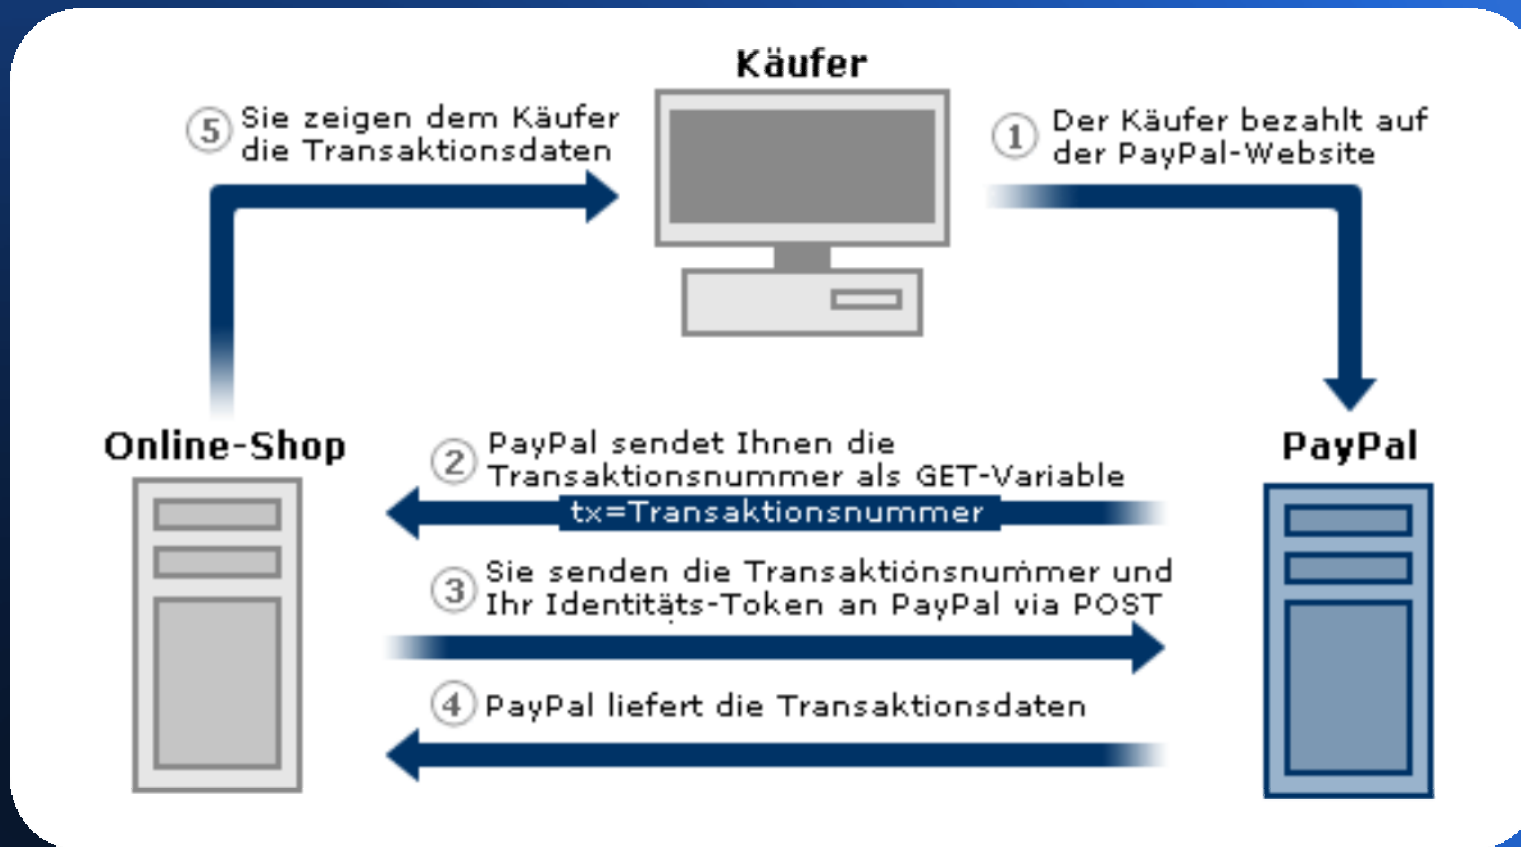 Käufer
5 Sie zeigen dem Käufer
die Transaktionsdaten
1 Der Käufer bezahlt auf
der PayPal-Website
Online-Shop
PayPal
2 PayPal sendet Ihnen die
Transaktionsnummer als GET-Variable
tx=Transaktionsnummer
3 Sie senden die Transaktionsnummer und
Ihr Identitäts-Token an PayPal via POST
4 PayPal liefert die Transaktionsdaten